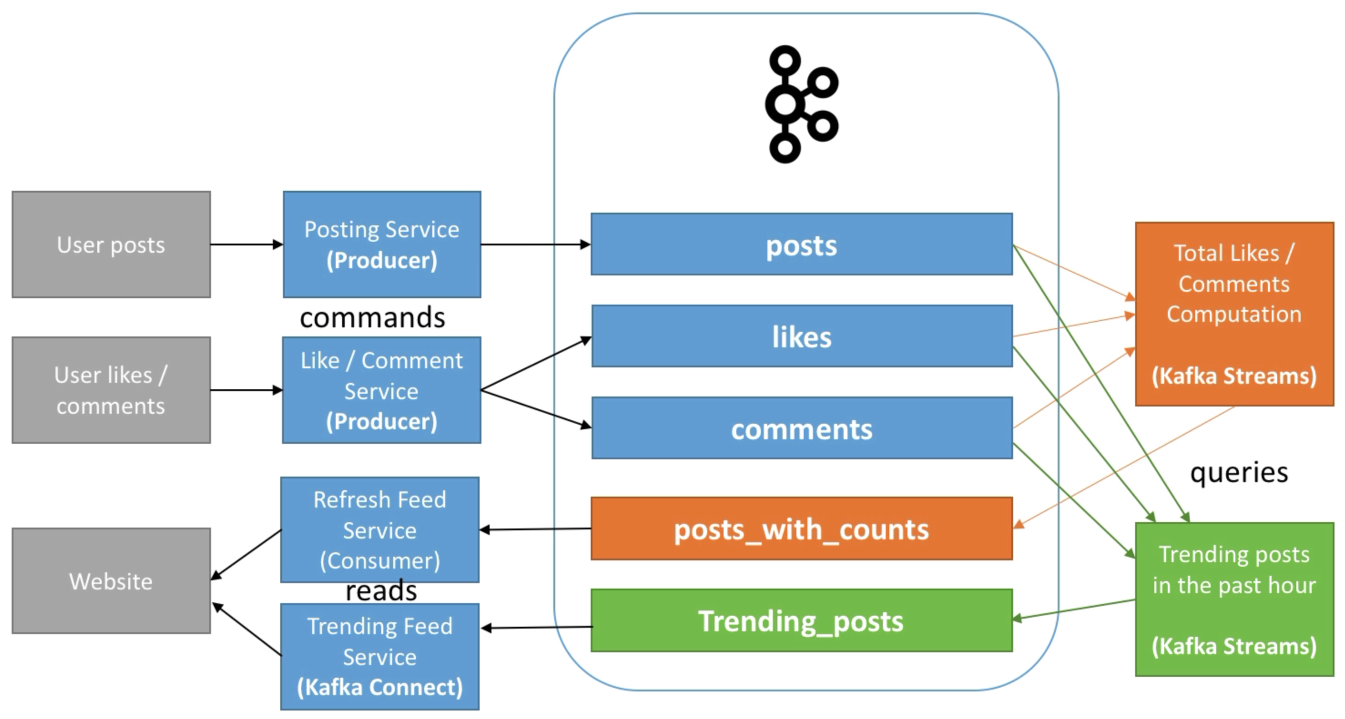 User posts
Posting Service
(Producer)
posts
commands
User likes /
comments
Like / Comment
Service
(Producer)
likes
comments
Total Likes /
Comments
Computation
(Kafka Streams)
queries
Website
Refresh Feed
Service
(Consumer)
reads
Trending Feed
Service
(Kafka Connect)
posts_with_counts
Trending_posts
Trending posts
in the past hour
(Kafka Streams)